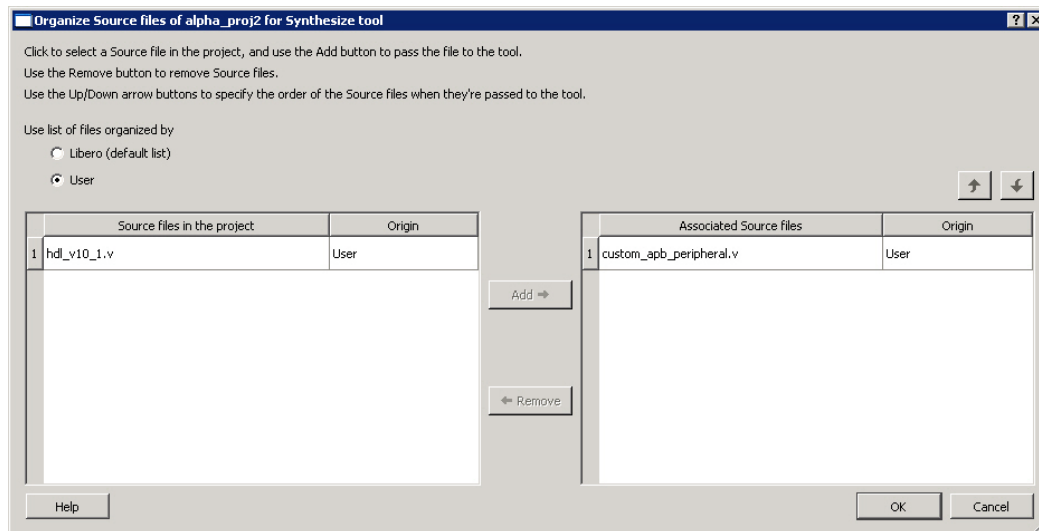 Organize Source files of alpha_proj2 for Synthesize tool
Click to select a Source file in the project, and use the Add button to pass the file to the tool.
Use the Remove button to remove Source files.
Use the Up/Down arrow buttons to specify the order of the Source files when they're passed to the tool.
Use list of files organized by
Libero (default list)
User
Source files in the project Origin
1 hdl_v10_1.v User
Add
Remove
Associated Source files Origin
1 custom_apb_peripheral.v User
Help
OK
Cancel